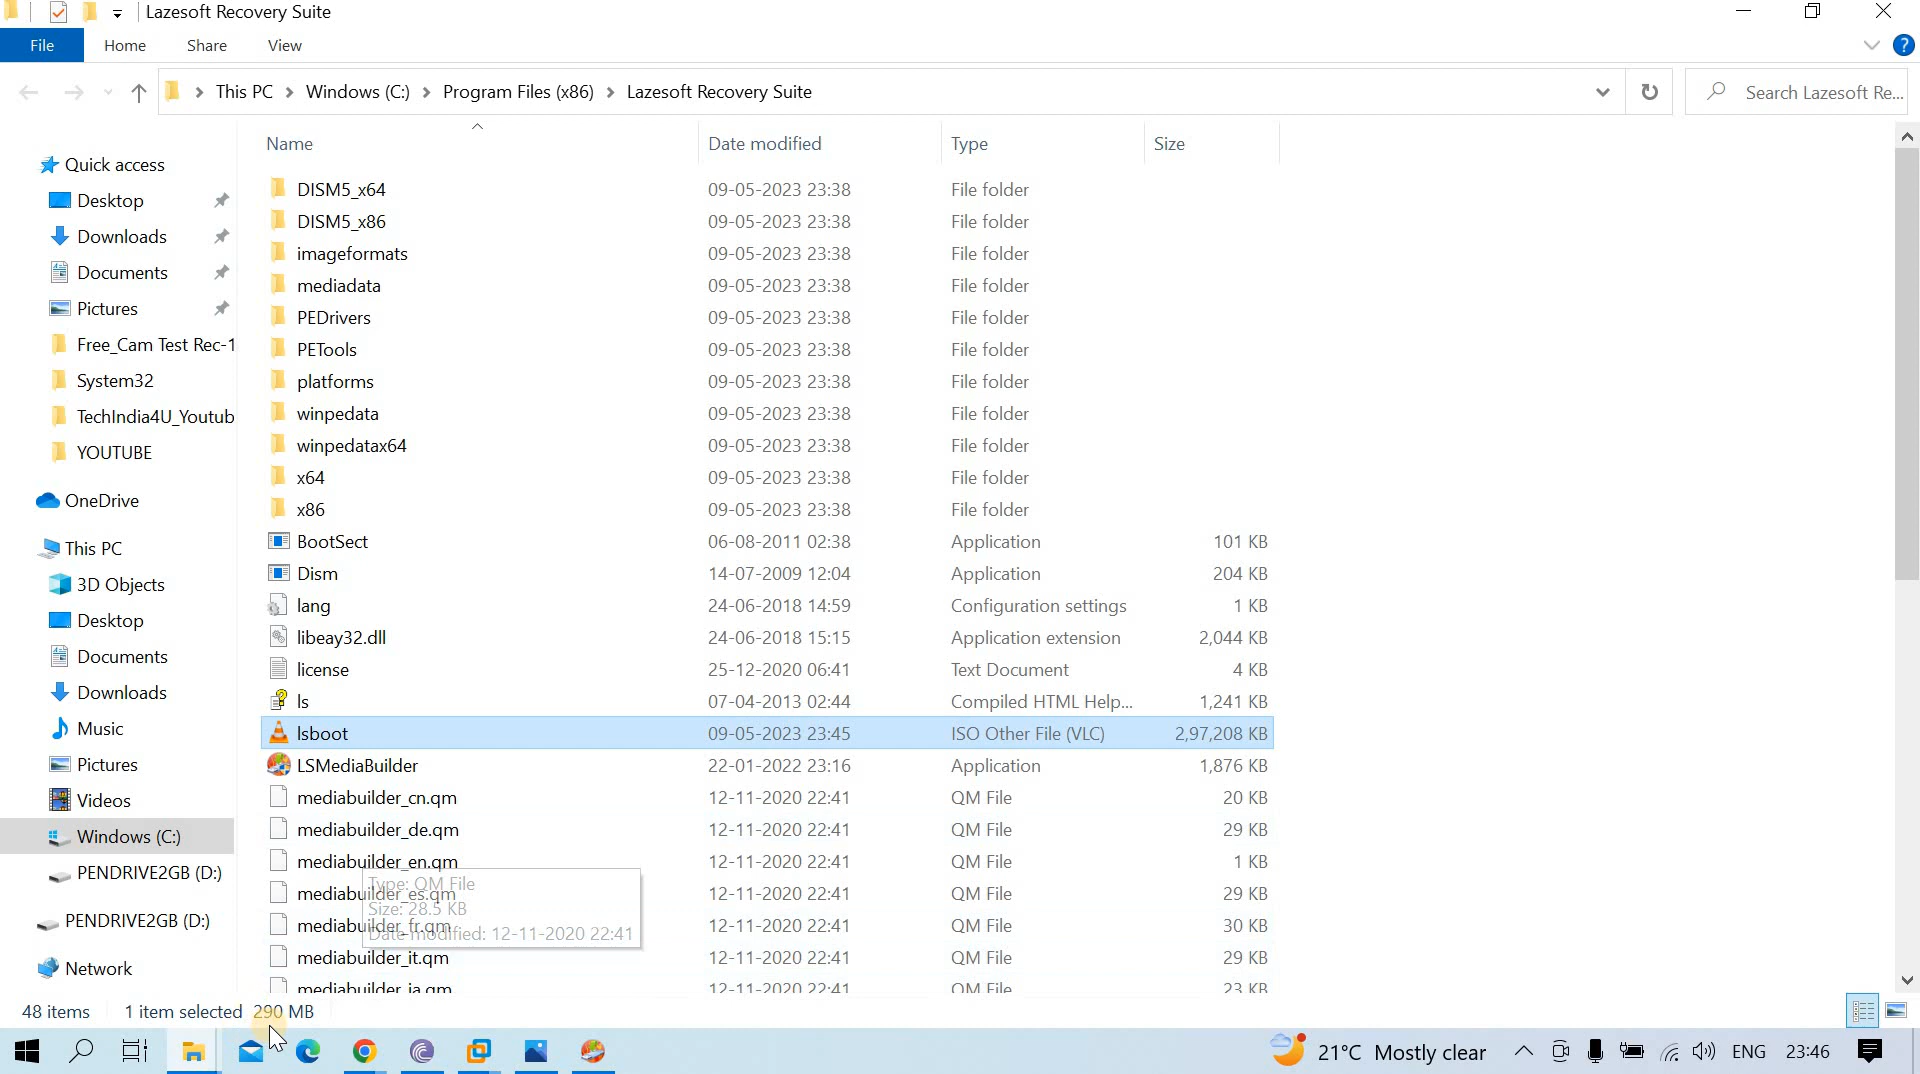 Lazesoft Recovery Suite
File Home Share View
This PC > Windows (C:) > Program Files (x86) > Lazesoft Recovery Suite
Search Lazesoft Re...
Name Date modified Type Size
Quick access
Desktop
Downloads
Documents
Pictures
Free_Cam Test Rec-1
System32
TechIndia4U_Youtub
YOUTUBE
OneDrive
This PC
3D Objects
Desktop
Documents
Downloads
Music
Pictures
Videos
Windows (C:)
PENDRIVE2GB (D:)
PENDRIVE2GB (D:)
Network
DISM5_x64 09-05-2023 23:38 File folder
DISM5_x86 09-05-2023 23:38 File folder
imageformats 09-05-2023 23:38 File folder
mediadata 09-05-2023 23:38 File folder
PEDrivers 09-05-2023 23:38 File folder
PETools 09-05-2023 23:38 File folder
platforms 09-05-2023 23:38 File folder
winpedata 09-05-2023 23:38 File folder
winpedatax64 09-05-2023 23:38 File folder
x64 09-05-2023 23:38 File folder
x86 09-05-2023 23:38 File folder
BootSect 06-08-2011 02:38 Application 101 KB
Dism 14-07-2009 12:04 Application 204 KB
lang 24-06-2018 14:59 Configuration settings 1 KB
libeay32.dll 24-06-2018 15:15 Application extension 2,044 KB
license 25-12-2020 06:41 Text Document 4 KB
ls 07-04-2013 02:44 Compiled HTML Help... 1,241 KB
lsboot 09-05-2023 23:45 ISO Other File (VLC) 2,97,208 KB
LSMediaBuilder 22-01-2022 23:16 Application 1,876 KB
mediabuilder_cn.qm 12-11-2020 22:41 QM File 20 KB
mediabuilder_de.qm 12-11-2020 22:41 QM File 29 KB
mediabuilder_en.qm 12-11-2020 22:41 QM File 1 KB
mediabuilder_es.qm 12-11-2020 22:41 QM File 29 KB
mediabuilder_fr.qm 12-11-2020 22:41 QM File 30 KB
mediabuilder_it.qm 12-11-2020 22:41 QM File 29 KB
mediabuilder_ja.qm 12-11-2020 22:41 QM File 23 KB
Type: QM File
Size: 28.5 KB
Date modified: 12-11-2020 22:41
48 items 1 item selected 290 MB
21°C Mostly clear ENG 23:46